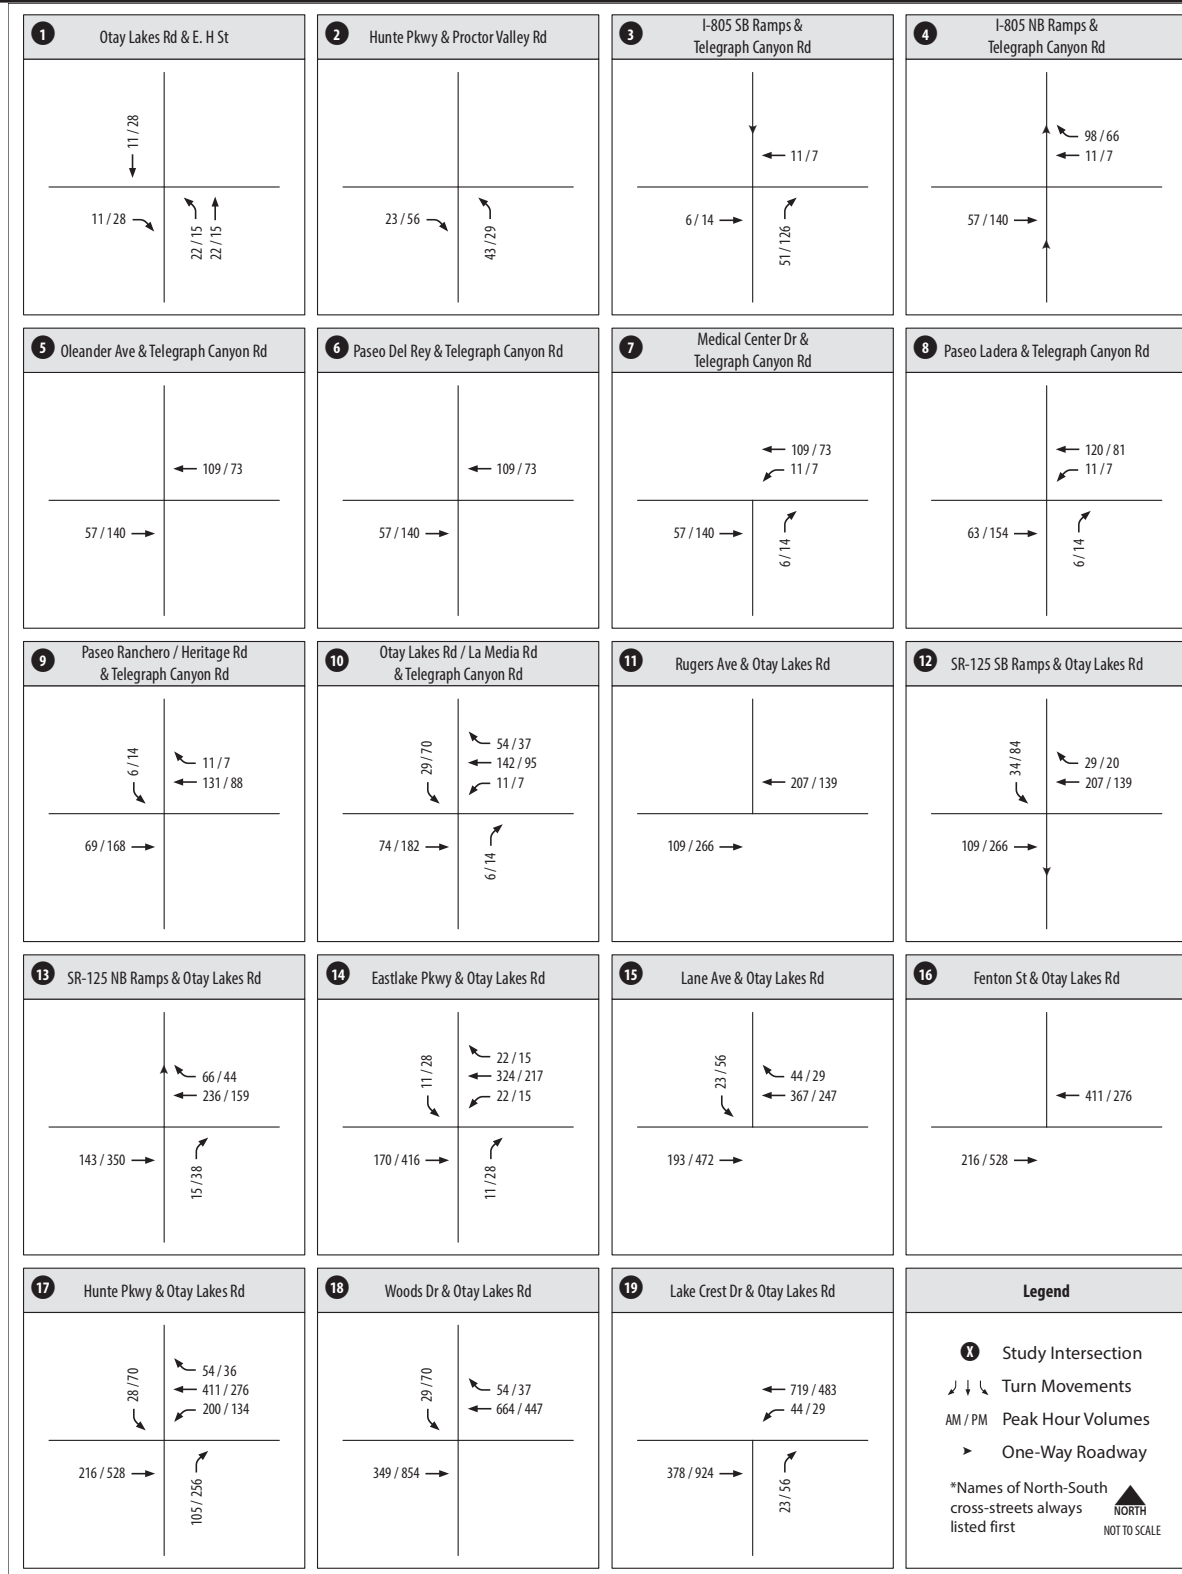 1
Otay Lakes Rd & E. H St
11 / 28
11 / 28
22 / 15
22 / 15
2
Hunte Pkwy & Proctor Valley Rd
23 / 56
43 / 29
3
I-805 SB Ramps &
Telegraph Canyon Rd
11 / 7
6 / 14
51 / 126
4
I-805 NB Ramps &
Telegraph Canyon Rd
98 / 66
11 / 7
57 / 140
5
Oleander Ave & Telegraph Canyon Rd
109 / 73
57 / 140
6
Paseo Del Rey & Telegraph Canyon Rd
109 / 73
57 / 140
7
Medical Center Dr &
Telegraph Canyon Rd
109 / 73
11 / 7
57 / 140
6 / 14
8
Paseo Ladera & Telegraph Canyon Rd
120 / 81
11 / 7
63 / 154
6 / 14
9
Paseo Ranchero / Heritage Rd
& Telegraph Canyon Rd
6 / 14
11 / 7
131 / 88
69 / 168
10
Otay Lakes Rd / La Media Rd
& Telegraph Canyon Rd
29 / 70
54 / 37
142 / 95
11 / 7
74 / 182
6 / 14
11
Rugers Ave & Otay Lakes Rd
207 / 139
109 / 266
12
SR-125 SB Ramps & Otay Lakes Rd
34 / 84
29 / 20
207 / 139
109 / 266
13
SR-125 NB Ramps & Otay Lakes Rd
66 / 44
236 / 159
143 / 350
15 / 38
14
Eastlake Pkwy & Otay Lakes Rd
11 / 28
22 / 15
324 / 217
22 / 15
170 / 416
11 / 28
15
Lane Ave & Otay Lakes Rd
23 / 56
44 / 29
367 / 247
193 / 472
16
Fenton St & Otay Lakes Rd
411 / 276
216 / 528
17
Hunte Pkwy & Otay Lakes Rd
28 / 70
54 / 36
411 / 276
200 / 134
216 / 528
105 / 256
18
Woods Dr & Otay Lakes Rd
29 / 70
54 / 37
664 / 447
349 / 854
19
Lake Crest Dr & Otay Lakes Rd
719 / 483
44 / 29
378 / 924
23 / 56
Legend
X Study Intersection
Turn Movements
AM / PM Peak Hour Volumes
One-Way Roadway
*Names of North-South
cross-streets always
listed first
NORTH
NOT TO SCALE